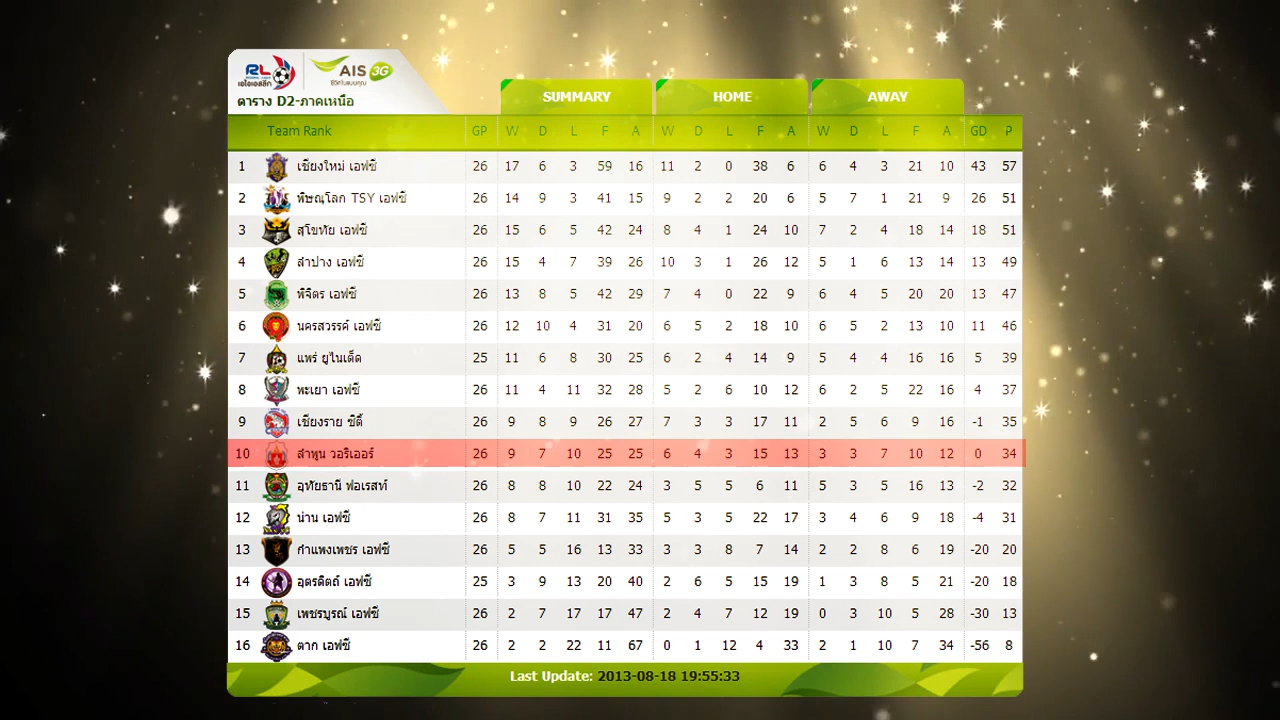 RL
REGIONAL LEAGUE
เอไอเอสลีก
AIS 3G
ชีวิตในแบบคุณ
ตาราง D2-ภาคเหนือ
SUMMARY HOME AWAY
Team Rank GP W D L F A W D L F A W D L F A GD P
1 เชียงใหม่ เอฟซี 26 17 6 3 59 16 11 2 0 38 6 6 4 3 21 10 43 57
2 พิษณุโลก TSY เอฟซี 26 14 9 3 41 15 9 2 2 20 6 5 7 1 21 9 26 51
3 สุโขทัย เอฟซี 26 15 6 5 42 24 8 4 1 24 10 7 2 4 18 14 18 51
4 ลำปาง เอฟซี 26 15 4 7 39 26 10 3 1 26 12 5 1 6 13 14 13 49
5 พิจิตร เอฟซี 26 13 8 5 42 29 7 4 0 22 9 6 4 5 20 20 13 47
6 นครสวรรค์ เอฟซี 26 12 10 4 31 20 6 5 2 18 10 6 5 2 13 10 11 46
7 แพร่ ยูไนเต็ด 25 11 6 8 30 25 6 2 4 14 9 5 4 4 16 16 5 39
8 พะเยา เอฟซี 26 11 4 11 32 28 5 2 6 10 12 6 2 5 22 16 4 37
9 เชียงราย ซิตี้ 26 9 8 9 26 27 7 3 3 17 11 2 5 6 9 16 -1 35
10 ลำพูน วอริเออร์ 26 9 7 10 25 25 6 4 3 15 13 3 3 7 10 12 0 34
11 อุทัยธานี ฟอเรสท์ 26 8 8 10 22 24 3 5 5 6 11 5 3 5 16 13 -2 32
12 น่าน เอฟซี 26 8 7 11 31 35 5 3 5 22 17 3 4 6 9 18 -4 31
13 กำแพงเพชร เอฟซี 26 5 5 16 13 33 3 3 8 7 14 2 2 8 6 19 -20 20
14 อุตรดิตถ์ เอฟซี 25 3 9 13 20 40 2 6 5 15 19 1 3 8 5 21 -20 18
15 เพชรบูรณ์ เอฟซี 26 2 7 17 17 47 2 4 7 12 19 0 3 10 5 28 -30 13
16 ตาก เอฟซี 26 2 2 22 11 67 0 1 12 4 33 2 1 10 7 34 -56 8
Last Update: 2013-08-18 19:55:33